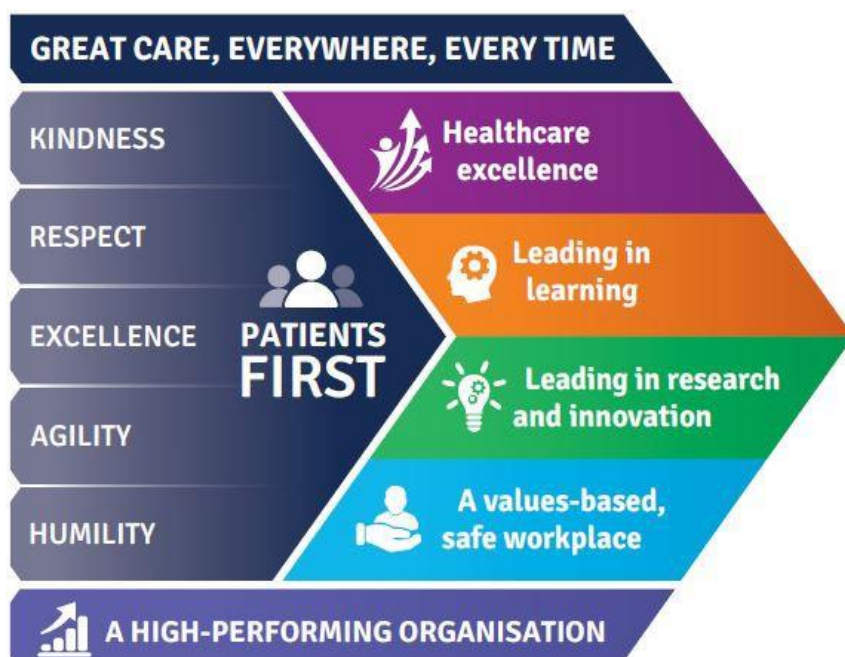 GREAT CARE, EVERYWHERE, EVERY TIME
KINDNESS
RESPECT
EXCELLENCE
AGILITY
HUMILITY
PATIENTS
FIRST
Healthcare
excellence
Leading in
learning
Leading in research
and innovation
A values-based,
safe workplace
A HIGH-PERFORMING ORGANISATION